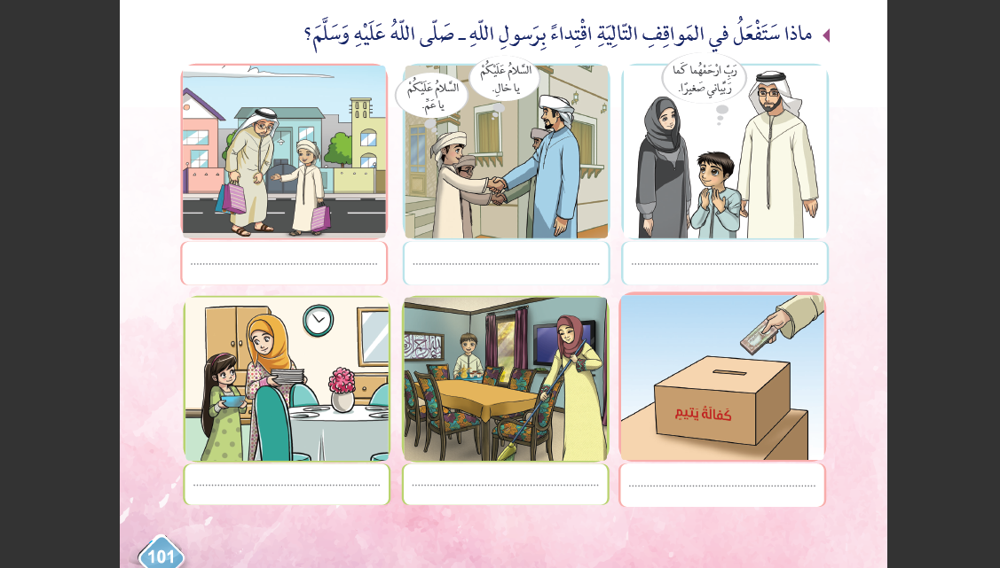 ماذا سَتَفْعَلُ في المَواقِفِ التّالِيَةِ اقْتِداءً بِرَسولِ اللّهِ ـ صَلّى اللّهُ عَلَيْهِ وَسَلَّمَ؟
رَبِّ ارْحَمْهُما كَما
رَبَّياني صَغيرًا.
السَّلامُ عَلَيْكُمْ
يا خالِ.
السَّلامُ عَلَيْكُمْ
يا عَمِّ.
كَفالَةُ يَتيمٍ
101